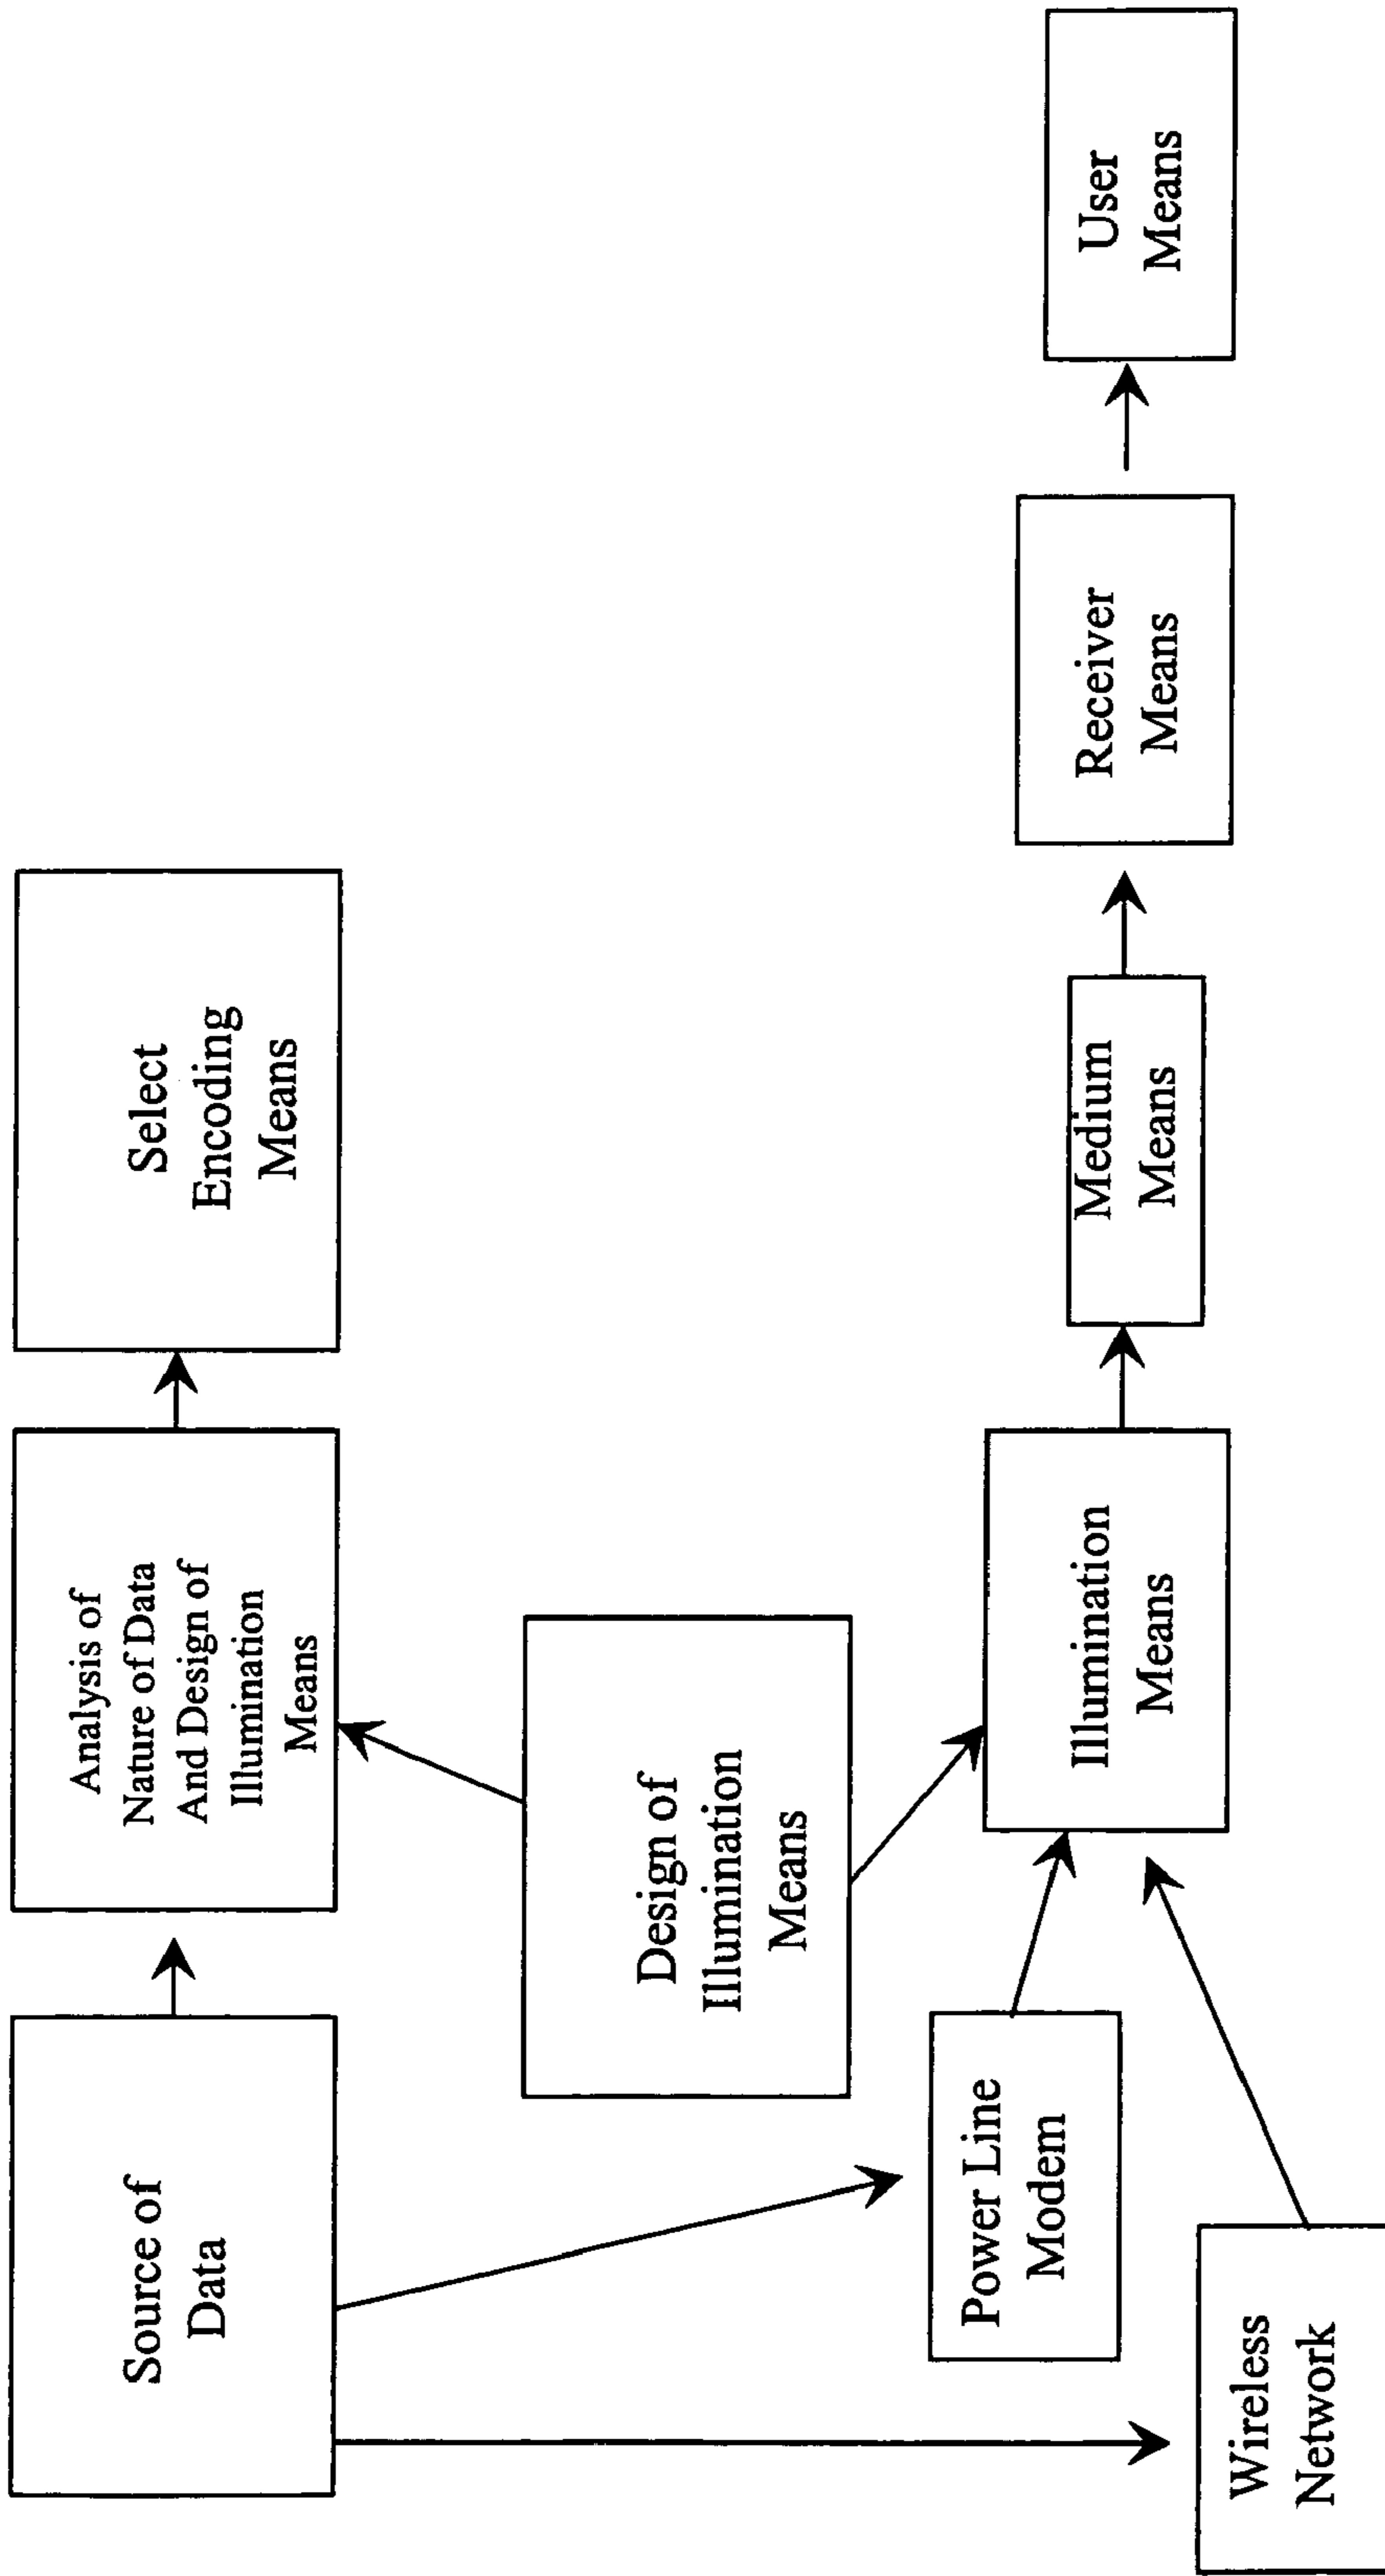 Source of
Data
Analysis of
Nature of Data
And Design of
Illumination
Means
Select
Encoding
Means
Design of
Illumination
Means
Power Line
Modem
Wireless
Network
Illumination
Means
Medium
Means
Receiver
Means
User
Means